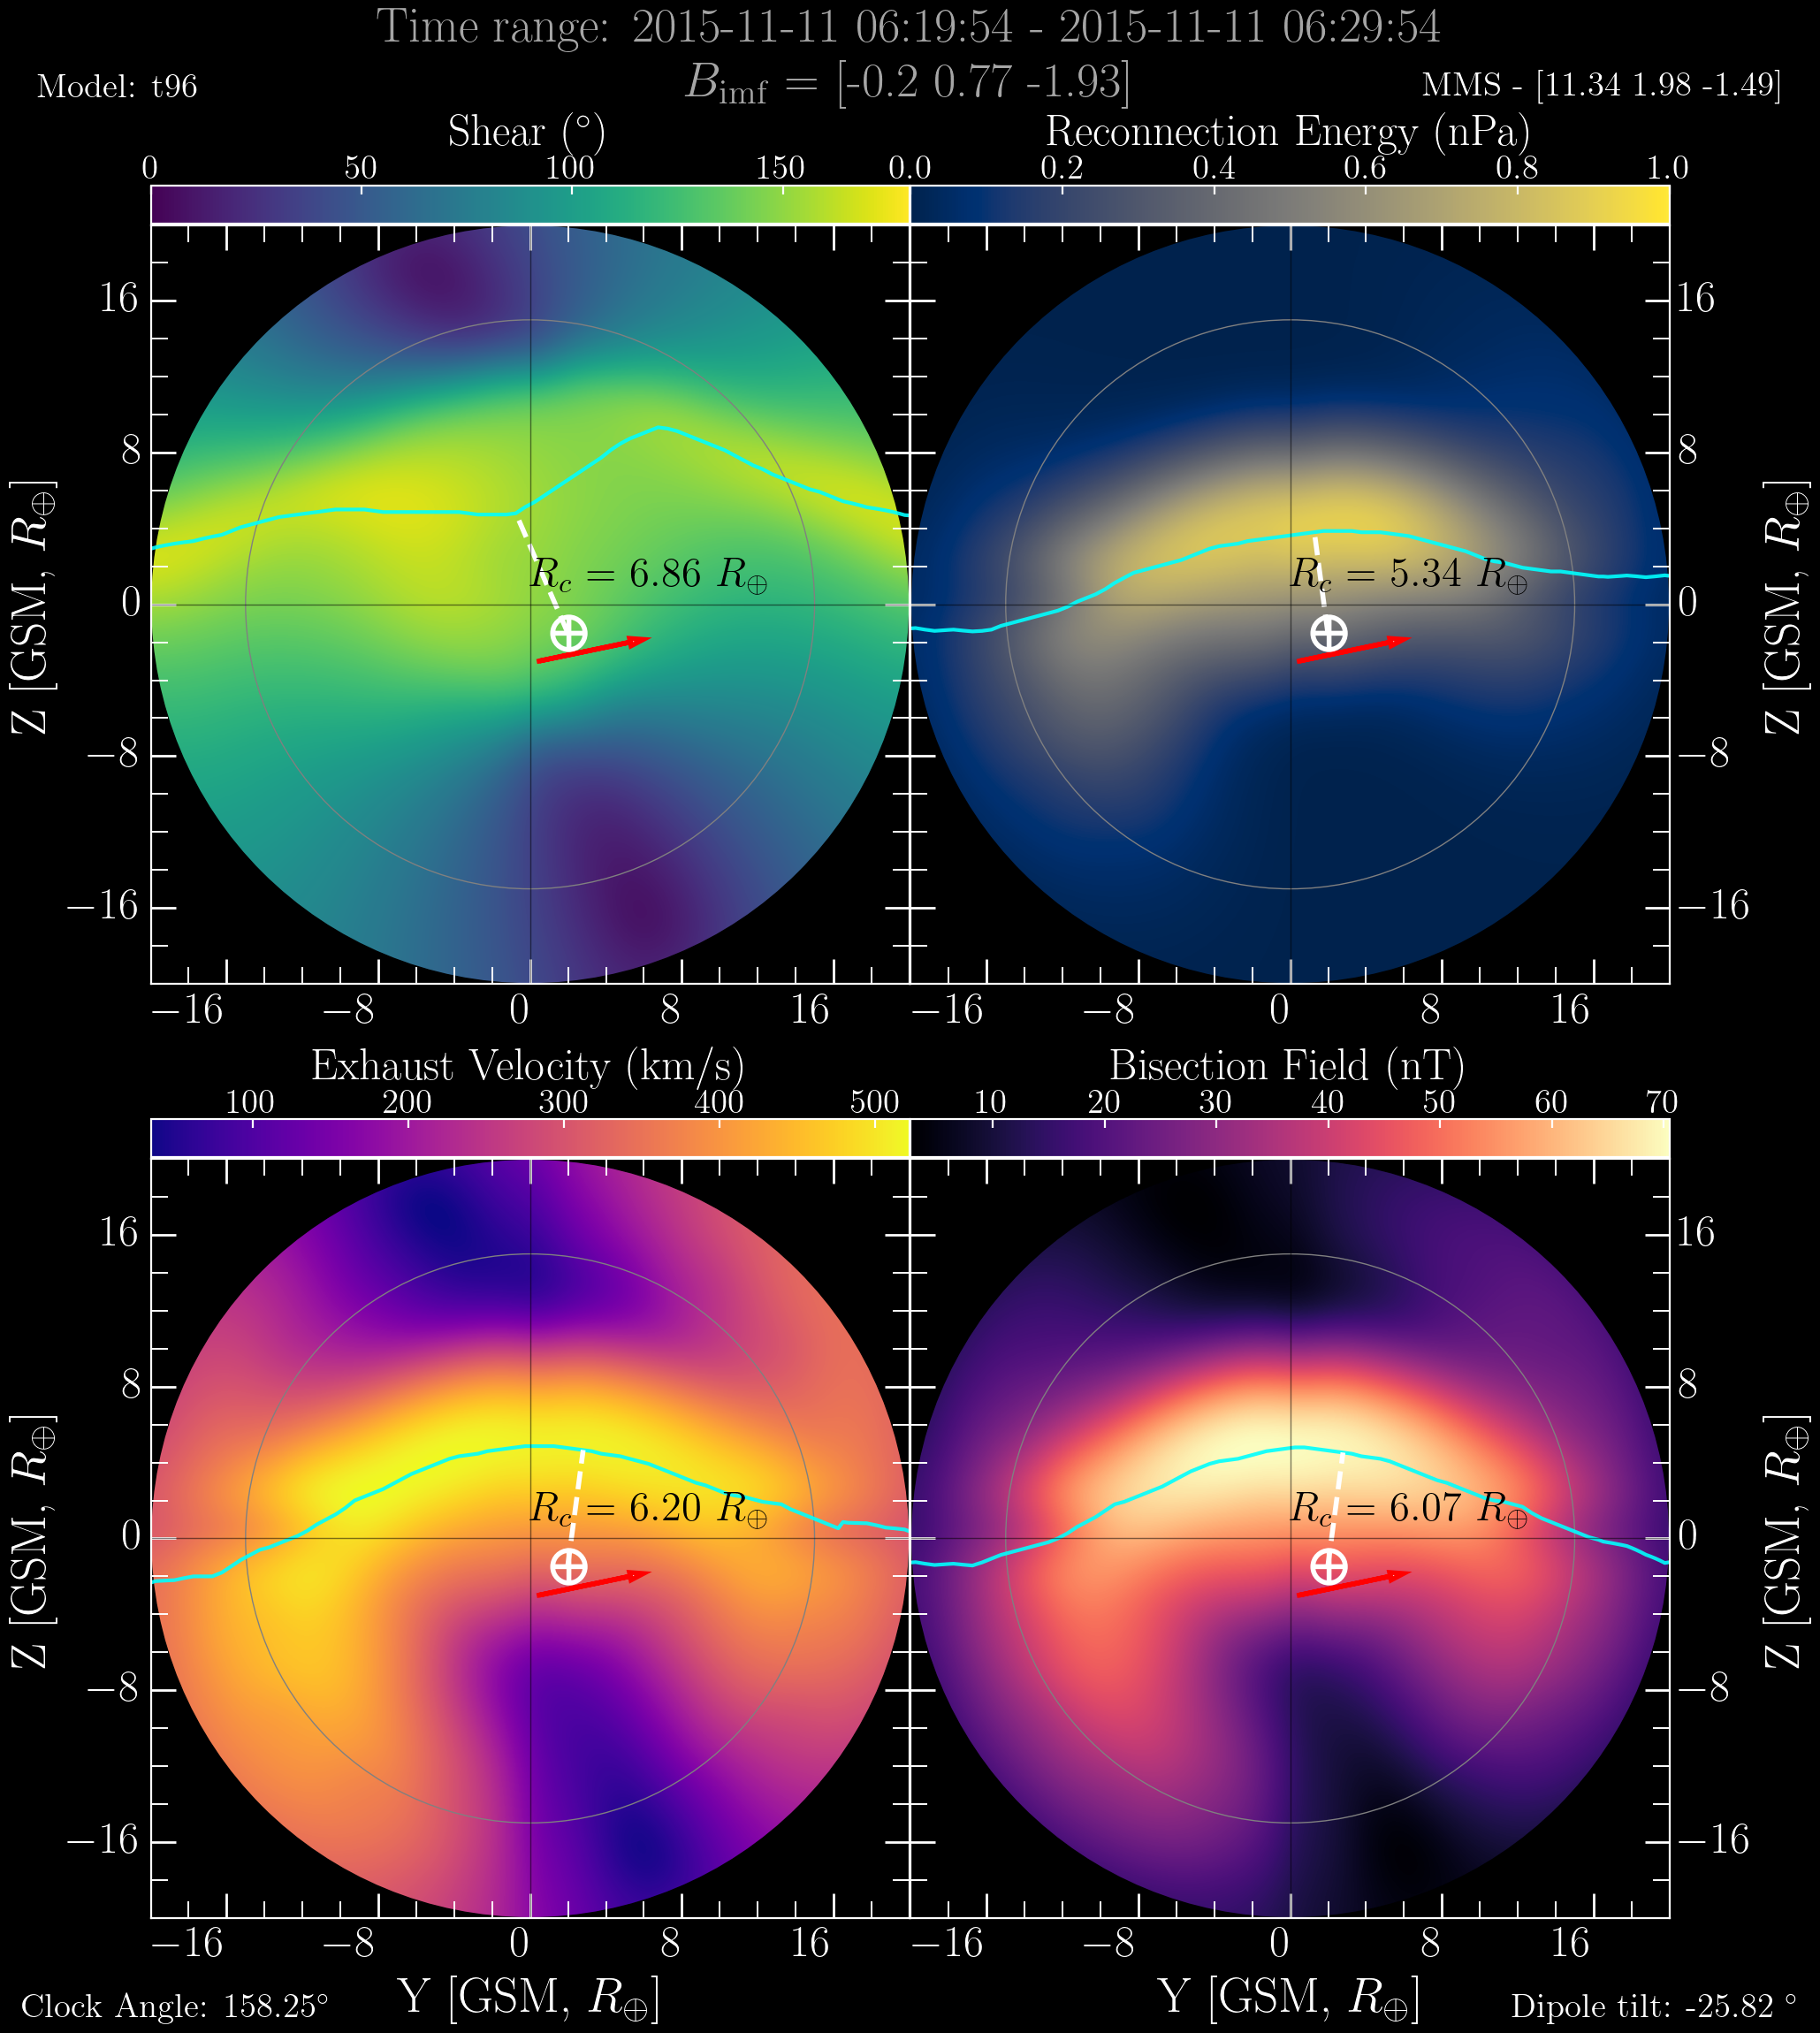 Time range: 2015-11-11 06:19:54 - 2015-11-11 06:29:54
Model: t96
B_imf = [-0.2 0.77 -1.93]
MMS - [11.34 1.98 -1.49]
Shear (°)
Reconnection Energy (nPa)
0 50 100 150
0.0 0.2 0.4 0.6 0.8 1.0
16 8 0 −8 −16
Z [GSM, R⊕]
R_c = 6.86 R⊕
−16 −8 0 8 16
R_c = 5.34 R⊕
16 8 0 −8 −16
Z [GSM, R⊕]
−16 −8 0 8 16
Exhaust Velocity (km/s)
Bisection Field (nT)
100 200 300 400 500
10 20 30 40 50 60 70
16 8 0 −8 −16
Z [GSM, R⊕]
R_c = 6.20 R⊕
−16 −8 0 8 16
Y [GSM, R⊕]
R_c = 6.07 R⊕
16 8 0 −8 −16
Z [GSM, R⊕]
−16 −8 0 8 16
Y [GSM, R⊕]
Clock Angle: 158.25°
Dipole tilt: -25.82 °